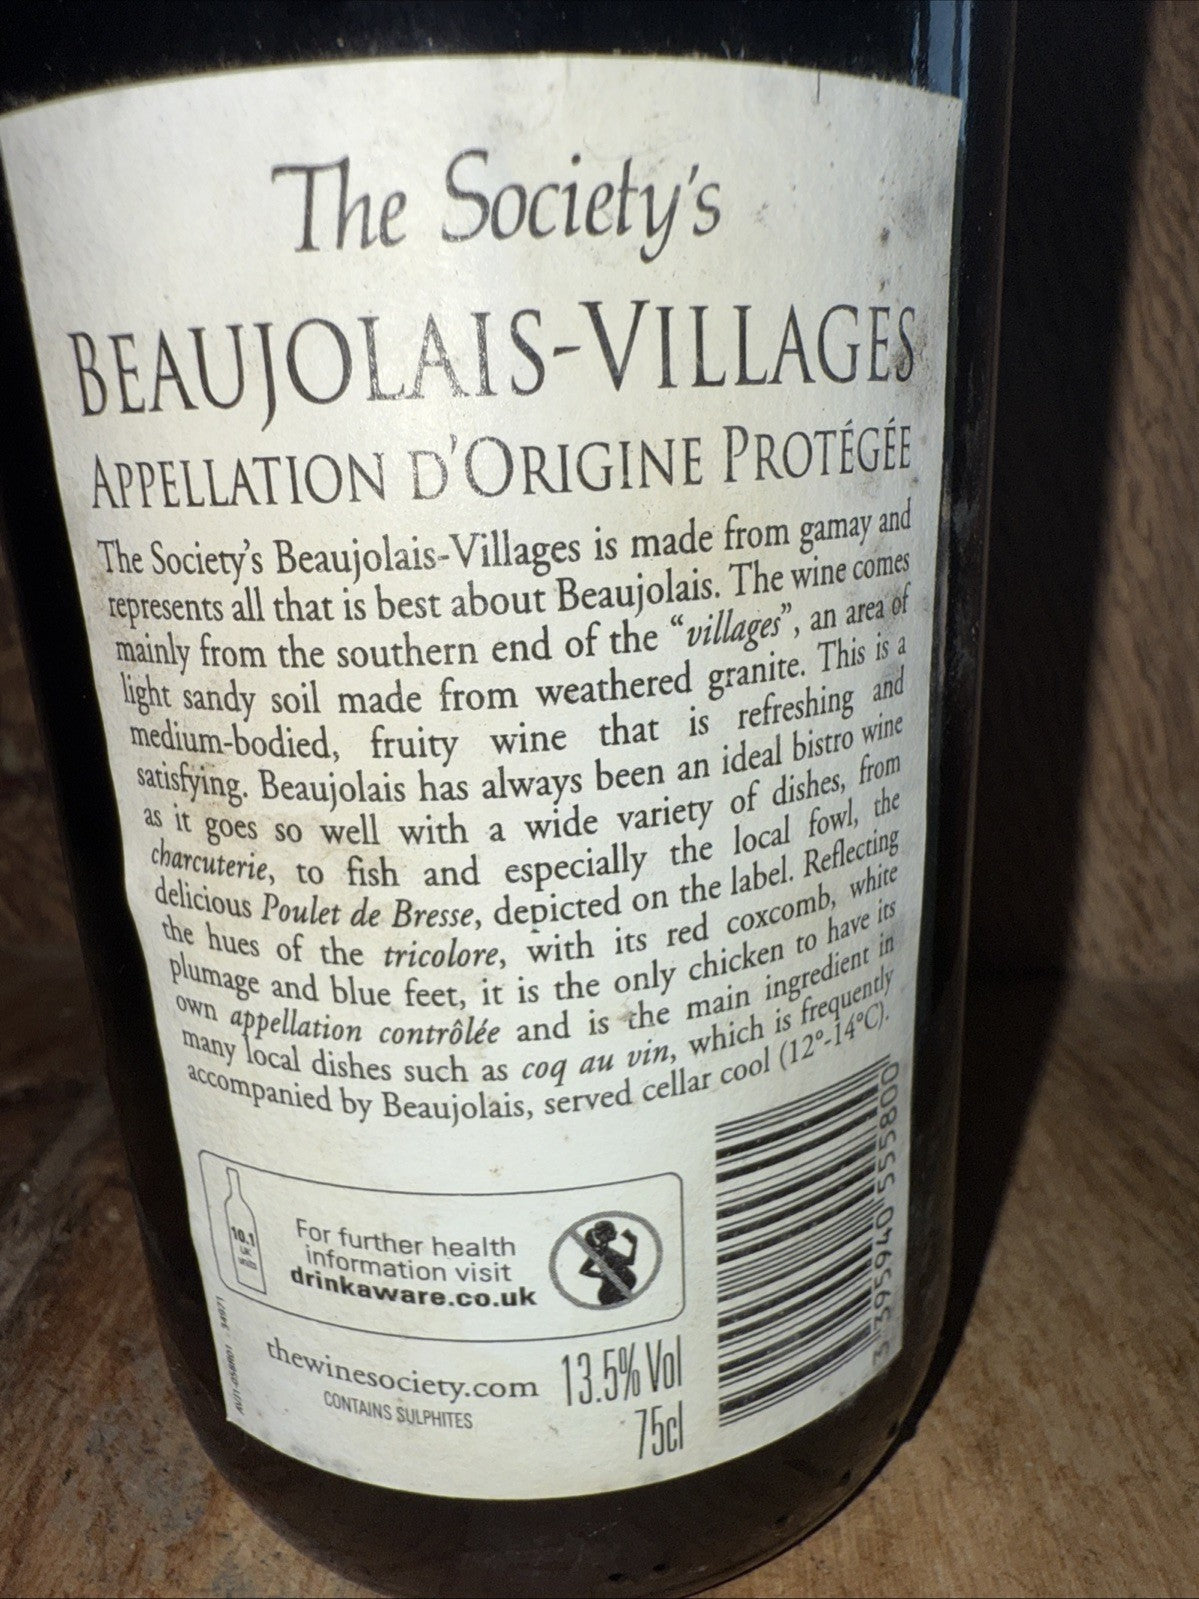 The Society's
BEAUJOLAIS-VILLAGES
APPELLATION D'ORIGINE PROTÉGÉE
The Society's Beaujolais-Villages is made from gamay and
represents all that is best about Beaujolais. The wine comes
mainly from the southern end of the “villages”, an area of
light sandy soil made from weathered granite. This is a
medium-bodied, fruity wine that is refreshing and
satisfying. Beaujolais has always been an ideal bistro wine
as it goes so well with a wide variety of dishes, from
charcuterie, to fish and especially the local fowl, the
delicious Poulet de Bresse, depicted on the label. Reflecting
the hues of the tricolore, with its red coxcomb, white
plumage and blue feet, it is the only chicken to have its
own appellation contrôlée and is the main ingredient in
many local dishes such as coq au vin, which is frequently
accompanied by Beaujolais, served cellar cool (12°-14°C).
10.1
UK
units
For further health
information visit
drinkaware.co.uk
thewinesociety.com
CONTAINS SULPHITES
13.5% Vol
75cl
3 395940 555800